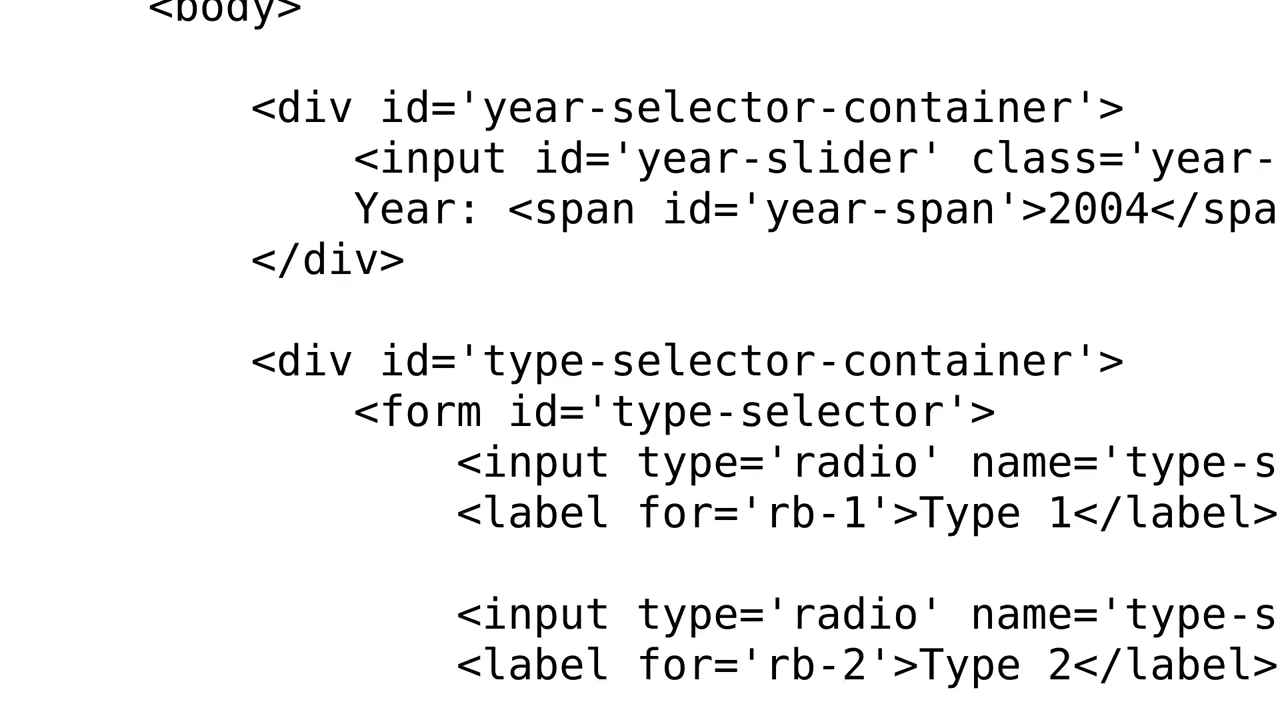 <body>
<div id='year-selector-container'>
<input id='year-slider' class='year-
Year: <span id='year-span'>2004</spa
</div>
<div id='type-selector-container'>
<form id='type-selector'>
<input type='radio' name='type-s
<label for='rb-1'>Type 1</label>
<input type='radio' name='type-s
<label for='rb-2'>Type 2</label>